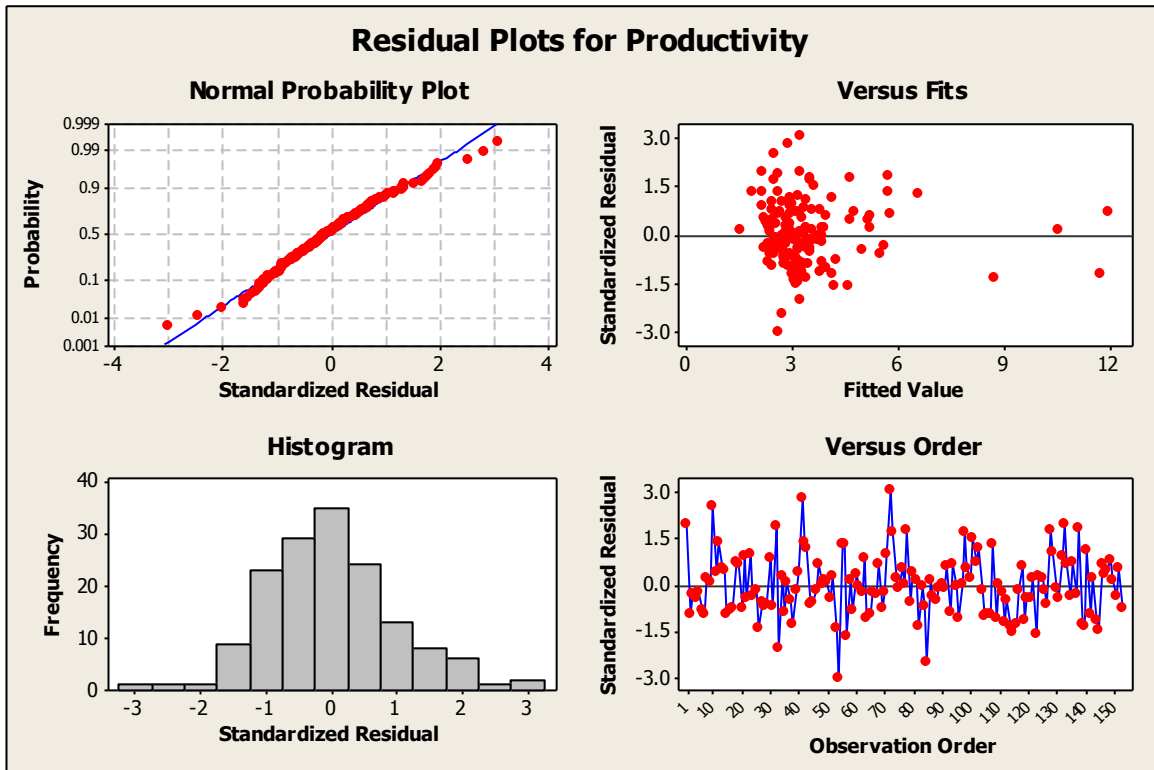 Residual Plots for Productivity
Normal Probability Plot
Probability
0.999
0.99
0.9
0.5
0.1
0.01
0.001
-4 -2 0 2 4
Standardized Residual
Versus Fits
Standardized Residual
3.0
1.5
0.0
-1.5
-3.0
0 3 6 9 12
Fitted Value
Histogram
Frequency
40
30
20
10
0
-3 -2 -1 0 1 2 3
Standardized Residual
Versus Order
Standardized Residual
3.0
1.5
0.0
-1.5
-3.0
1 10 20 30 40 50 60 70 80 90 100 110 120 130 140 150
Observation Order